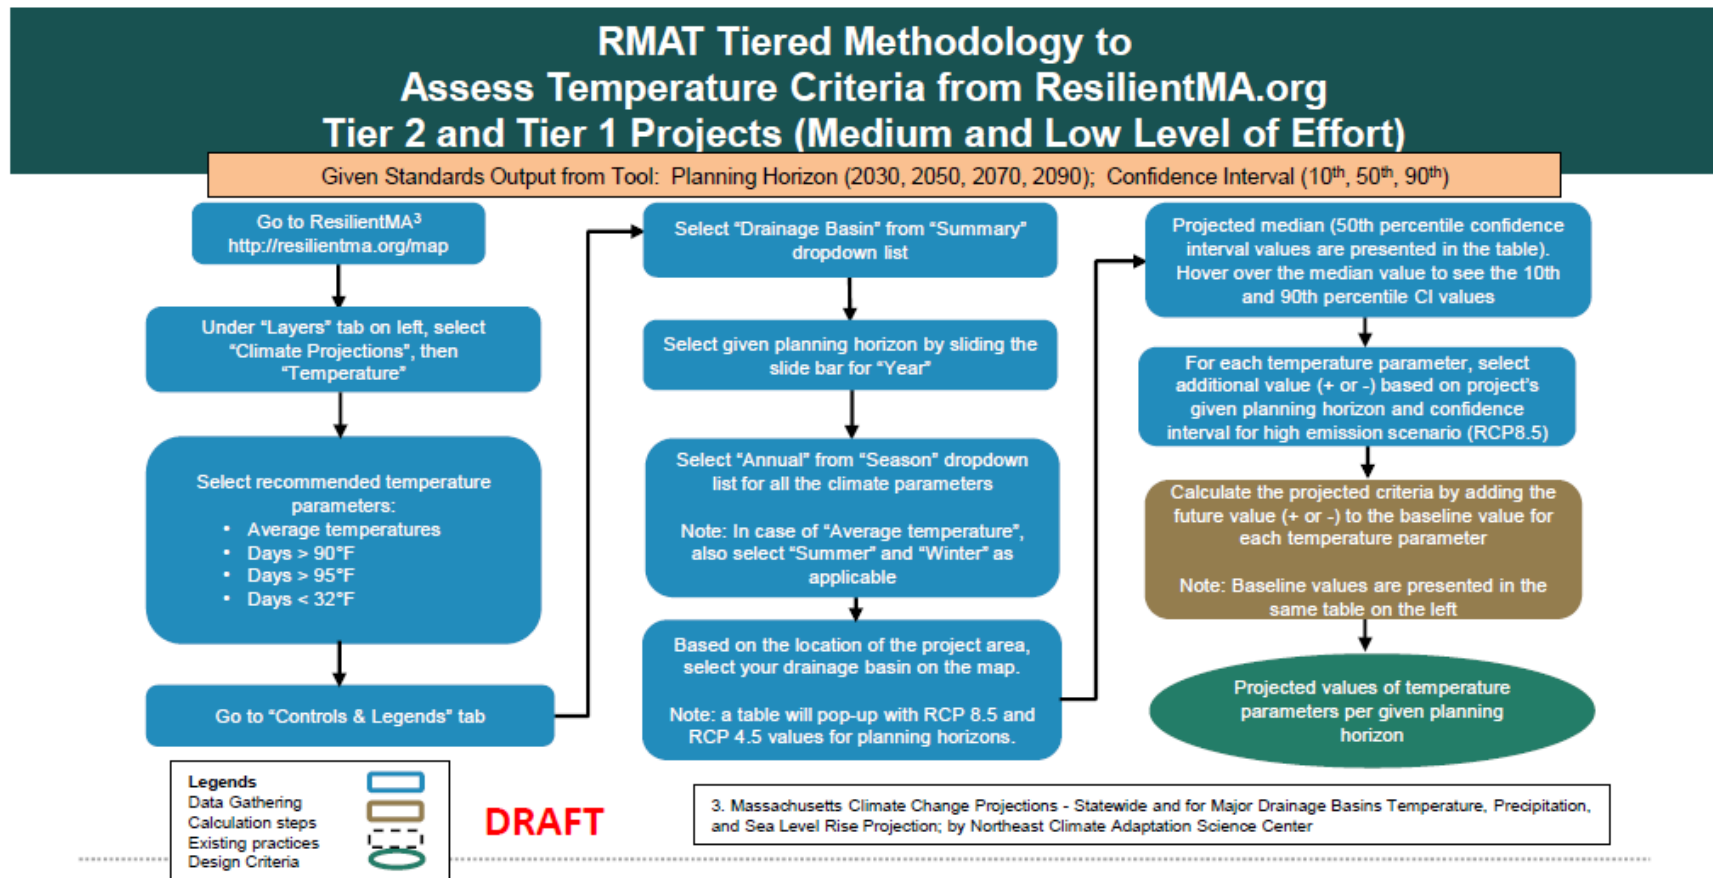 RMAT Tiered Methodology to
Assess Temperature Criteria from ResilientMA.org
Tier 2 and Tier 1 Projects (Medium and Low Level of Effort)
Given Standards Output from Tool: Planning Horizon (2030, 2050, 2070, 2090); Confidence Interval (10th, 50th, 90th)
Go to ResilientMA3
http://resilientma.org/map
Under “Layers” tab on left, select
“Climate Projections”, then
“Temperature”
Select recommended temperature
parameters:
• Average temperatures
• Days > 90°F
• Days > 95°F
• Days < 32°F
Go to “Controls & Legends” tab
Select “Drainage Basin” from “Summary”
dropdown list
Select given planning horizon by sliding the
slide bar for “Year”
Select “Annual” from “Season” dropdown
list for all the climate parameters
Note: In case of “Average temperature”,
also select “Summer” and “Winter” as
applicable
Based on the location of the project area,
select your drainage basin on the map.
Note: a table will pop-up with RCP 8.5 and
RCP 4.5 values for planning horizons.
Projected median (50th percentile confidence
interval values are presented in the table).
Hover over the median value to see the 10th
and 90th percentile CI values
For each temperature parameter, select
additional value (+ or -) based on project’s
given planning horizon and confidence
interval for high emission scenario (RCP8.5)
Calculate the projected criteria by adding the
future value (+ or -) to the baseline value for
each temperature parameter
Note: Baseline values are presented in the
same table on the left
Projected values of temperature
parameters per given planning
horizon
Legends
Data Gathering
Calculation steps
Existing practices
Design Criteria
DRAFT
3. Massachusetts Climate Change Projections - Statewide and for Major Drainage Basins Temperature, Precipitation,
and Sea Level Rise Projection; by Northeast Climate Adaptation Science Center